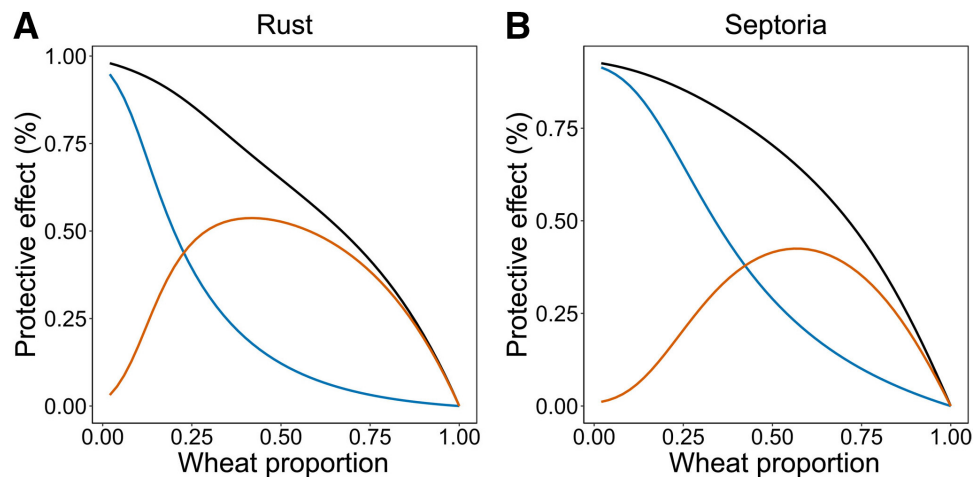 A
Rust
Protective effect (%)
1.00
0.75
0.50
0.25
0.00
0.00 0.25 0.50 0.75 1.00
Wheat proportion
B
Septoria
Protective effect (%)
0.75
0.50
0.25
0.00
0.00 0.25 0.50 0.75 1.00
Wheat proportion